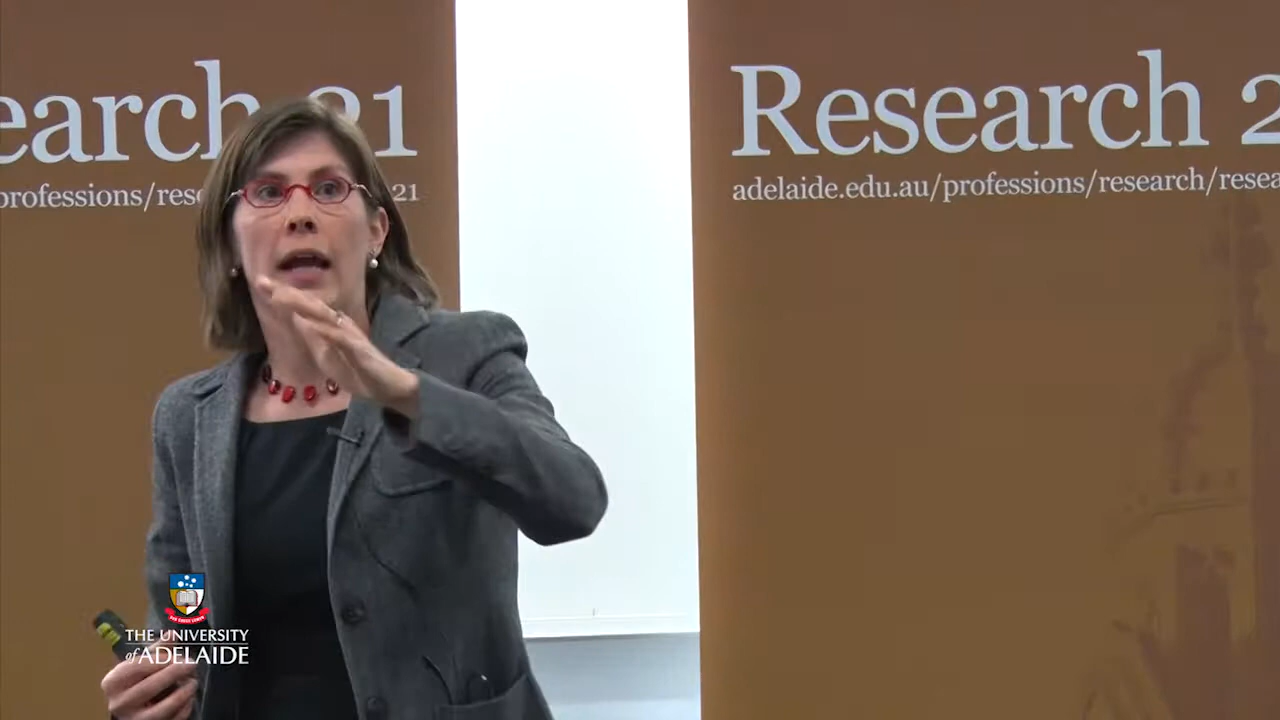 earch 21
professions/res
21
Research 2
adelaide.edu.au/professions/research/resea
THE UNIVERSITY
of ADELAIDE